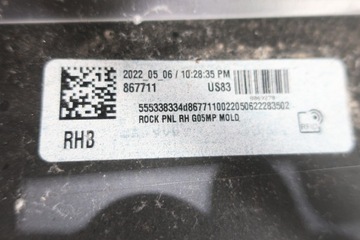 2022_05_06 / 10:28:35 PM
867711 US83
555338334d8677110022050622283502
ROCK PNL RH G05MP MOLD
RHB